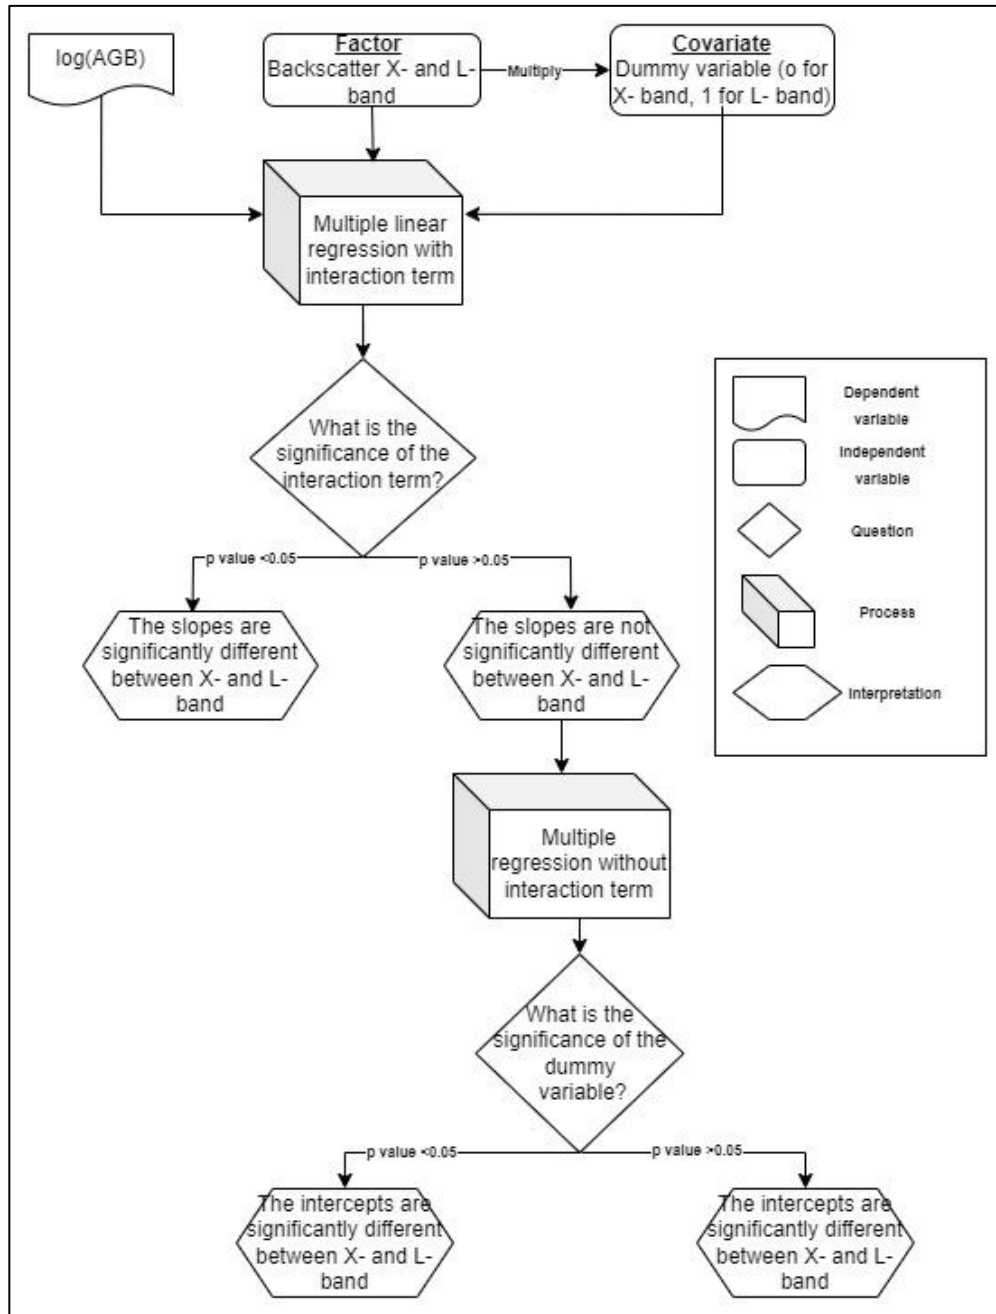 log(AGB)
Factor
Backscatter X- and L-
band
Multiply
Covariate
Dummy variable (o for
X- band, 1 for L- band)
Multiple linear
regression with
interaction term
What is the
significance of the
interaction term?
p value <0.05
p value >0.05
The slopes are
significantly different
between X- and L-
band
The slopes are not
significantly different
between X- and L-
band
Multiple
regression without
interaction term
What is the
significance of the
dummy
variable?
p value <0.05
p value >0.05
The intercepts are
significantly different
between X- and L-
band
The intercepts are
significantly different
between X- and L-
band
Dependent
variable
Independent
variable
Question
Process
Interpretation